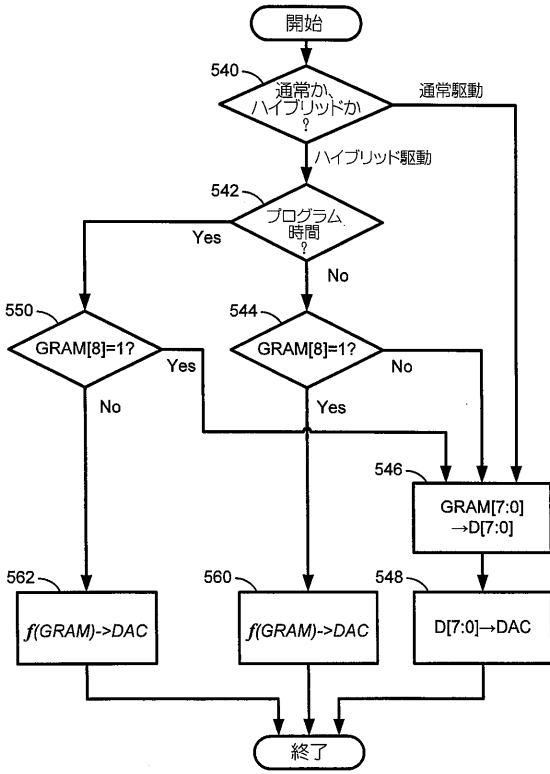 開始
540
通常か、
ハイブリッドか
?
通常駆動
ハイブリッド駆動
542
プログラム
時間
?
Yes
No
550
GRAM[8]=1?
Yes
No
544
GRAM[8]=1?
No
Yes
546
GRAM[7:0]
→D[7:0]
562
f(GRAM)->DAC
560
f(GRAM)->DAC
548
D[7:0]→DAC
終了